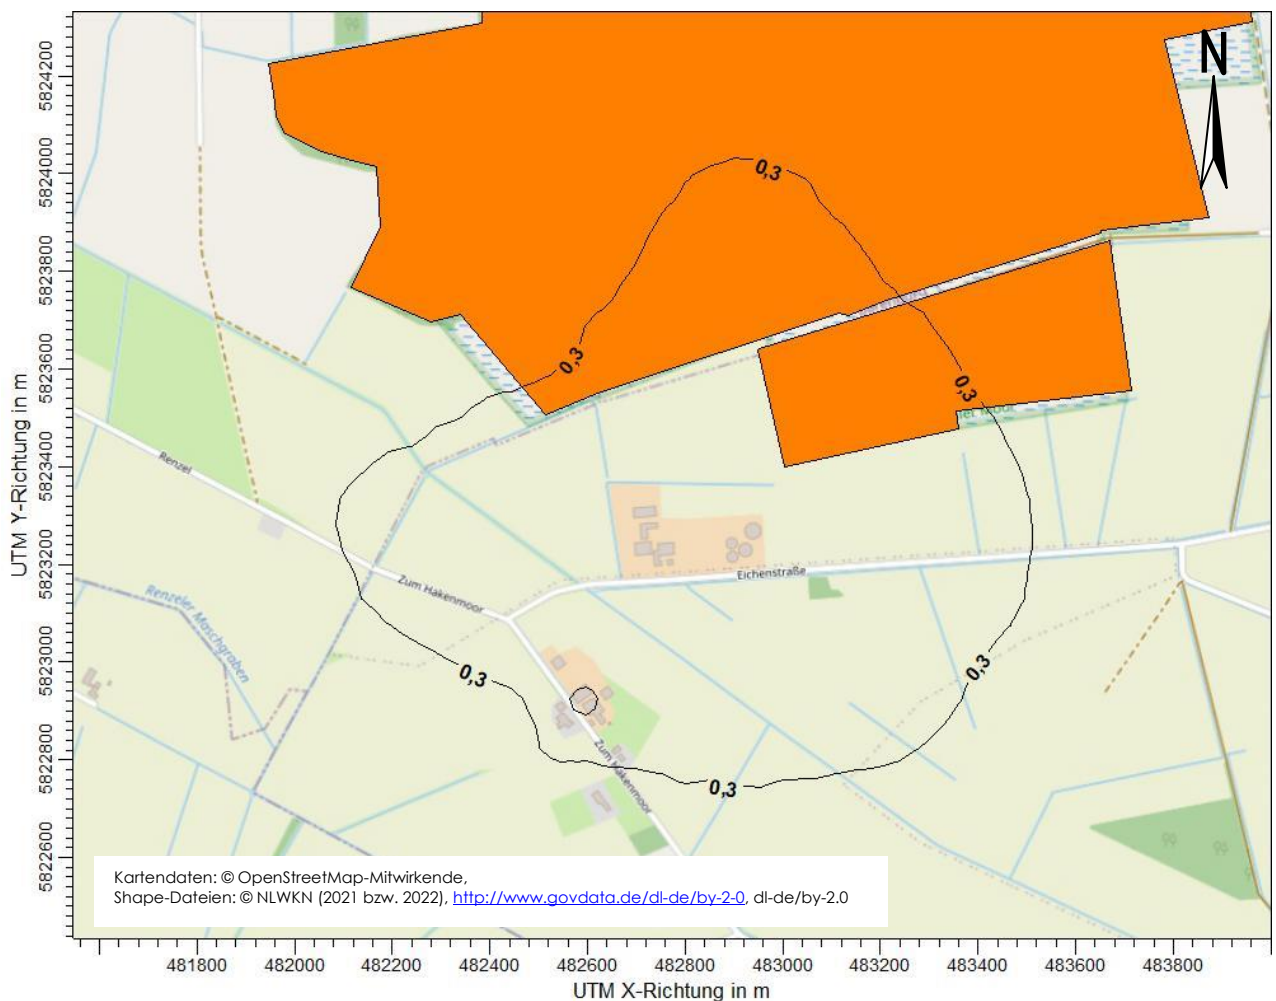 N
0,3
0,3
0,3
er Moor
Renzel
Zum Hakenmoor
Eichenstraße
Renzeler Maschgraben
0,3
0,3
Zum Hakenmoor
0,3
5824200
5824000
5823800
5823600
5823400
5823200
5823000
5822800
5822600
UTM Y-Richtung in m
Kartendaten: © OpenStreetMap-Mitwirkende,
Shape-Dateien: © NLWKN (2021 bzw. 2022), http://www.govdata.de/dl-de/by-2-0, dl-de/by-2.0
481800 482000 482200 482400 482600 482800 483000 483200 483400 483600 483800
UTM X-Richtung in m